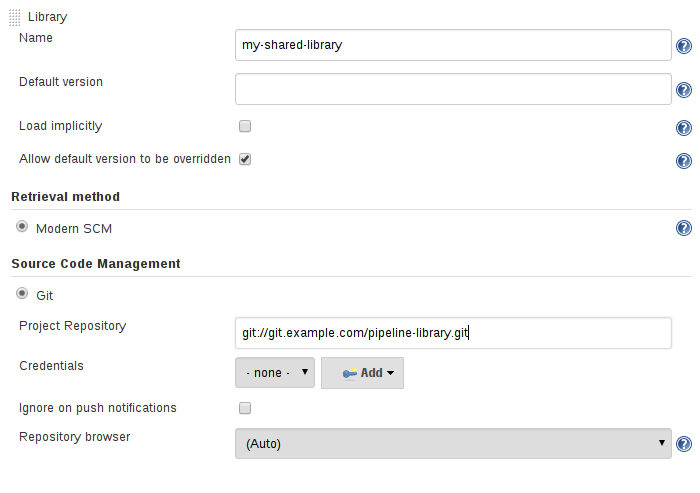 Library
Name
my-shared-library
Default version
Load implicitly
Allow default version to be overridden
Retrieval method
Modern SCM
Source Code Management
Git
Project Repository
git://git.example.com/pipeline-library.git
Credentials
- none -
Add
Ignore on push notifications
Repository browser
(Auto)